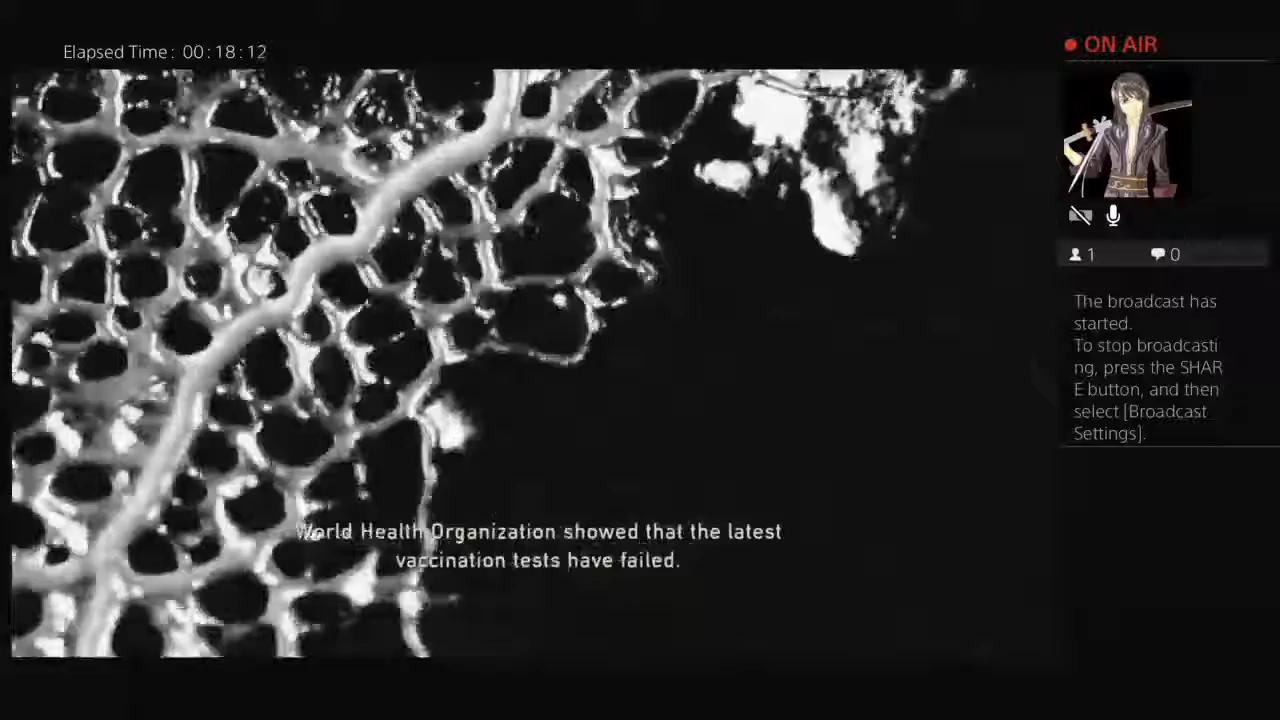 Elapsed Time: 00:18:12
ON AIR
1
0
The broadcast has
started.
To stop broadcasti
ng, press the SHAR
E button, and then
select [Broadcast
Settings].
World Health Organization showed that the latest
vaccination tests have failed.